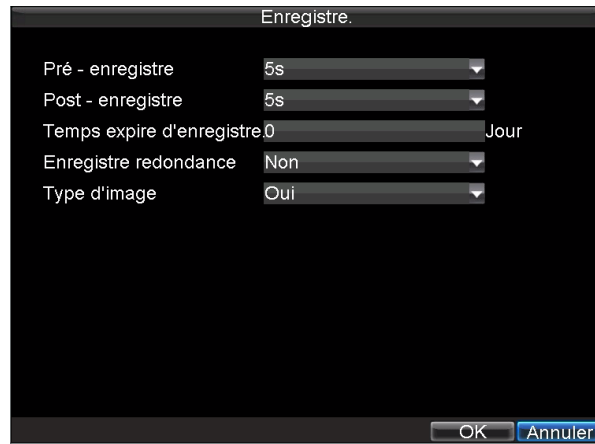 Enregistre.
Pré - enregistre 5s
Post - enregistre 5s
Temps expire d'enregistre. 0 Jour
Enregistre redondance Non
Type d'image Oui
OK Annuler